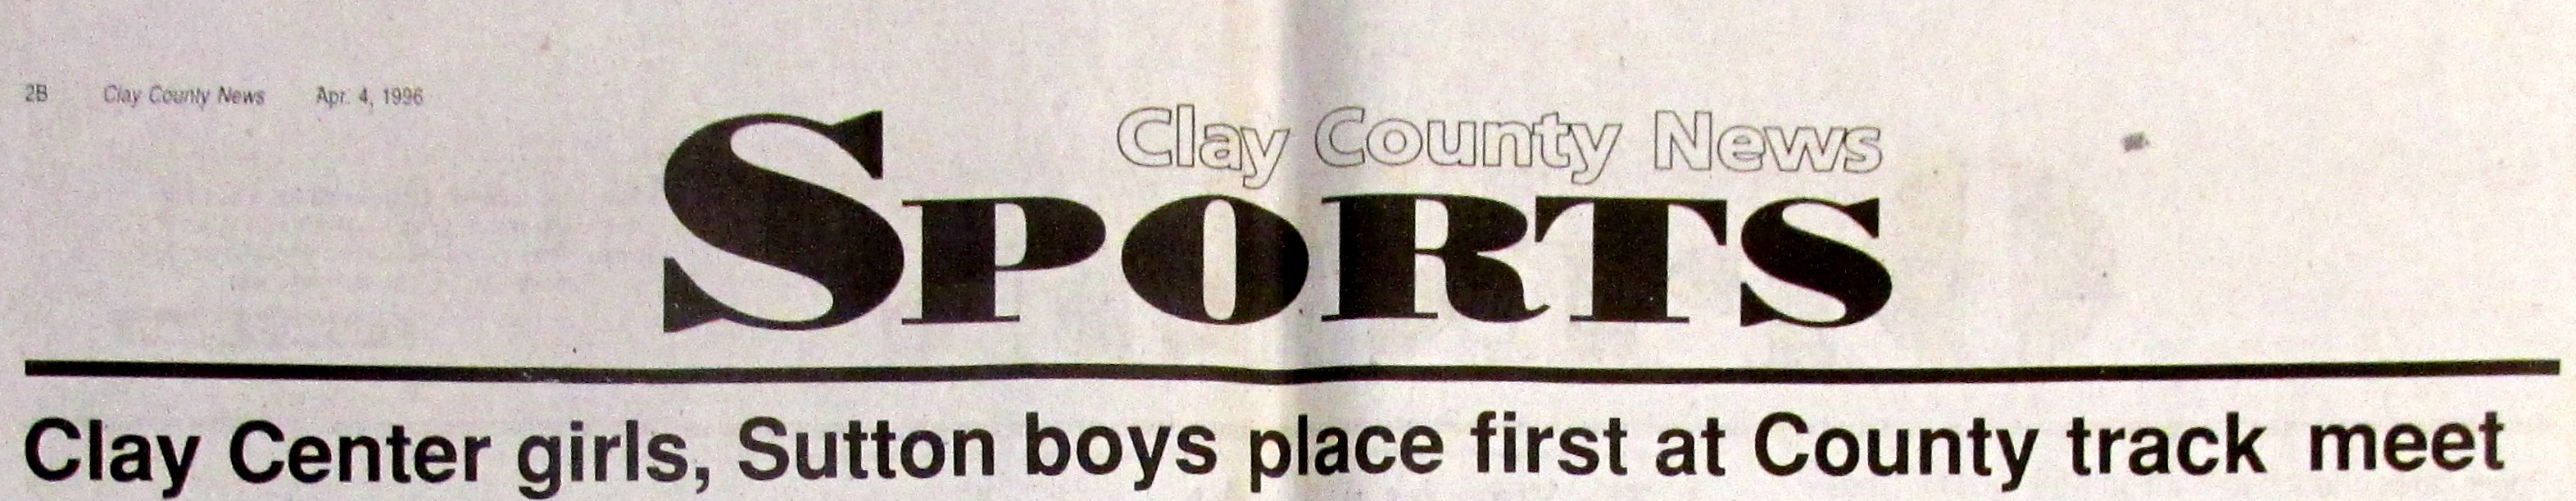 2B Clay County News Apr. 4, 1996
Clay County News
SPORTS
Clay Center girls, Sutton boys place first at County track meet